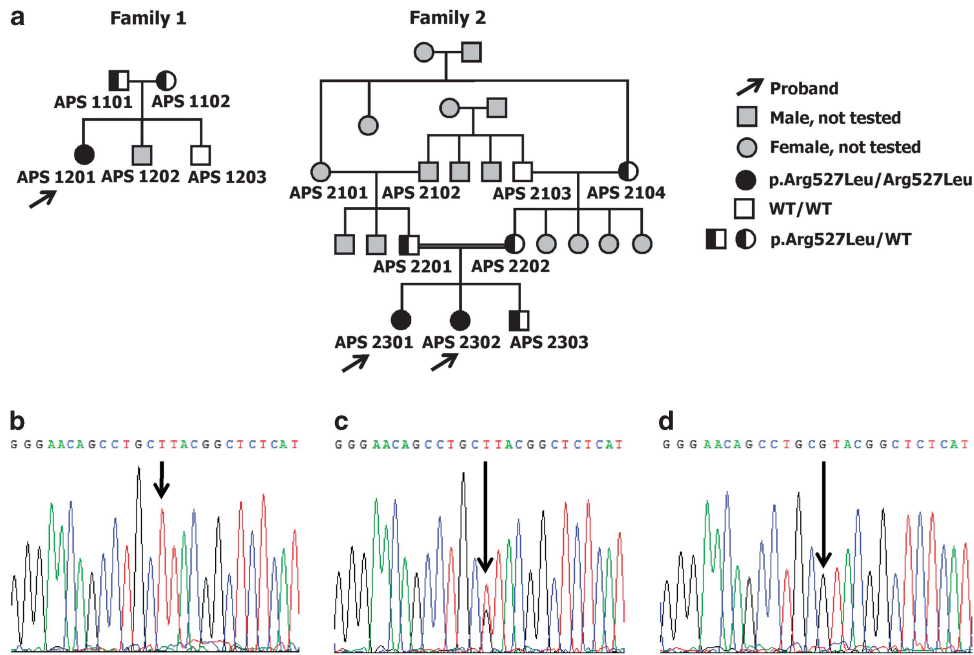 a
Family 1
Family 2
APS 1101
APS 1102
APS 1201
APS 1202
APS 1203
APS 2101
APS 2102
APS 2103
APS 2104
APS 2201
APS 2202
APS 2301
APS 2302
APS 2303
Proband
Male, not tested
Female, not tested
p.Arg527Leu/Arg527Leu
WT/WT
p.Arg527Leu/WT
b
GGGAACAGCCTGCTTACGGCTCTCAT
c
GGGAACAGCCTGCTTACGGCTCTCAT
d
GGGAACAGCCTGCGTACGGCTCTCAT